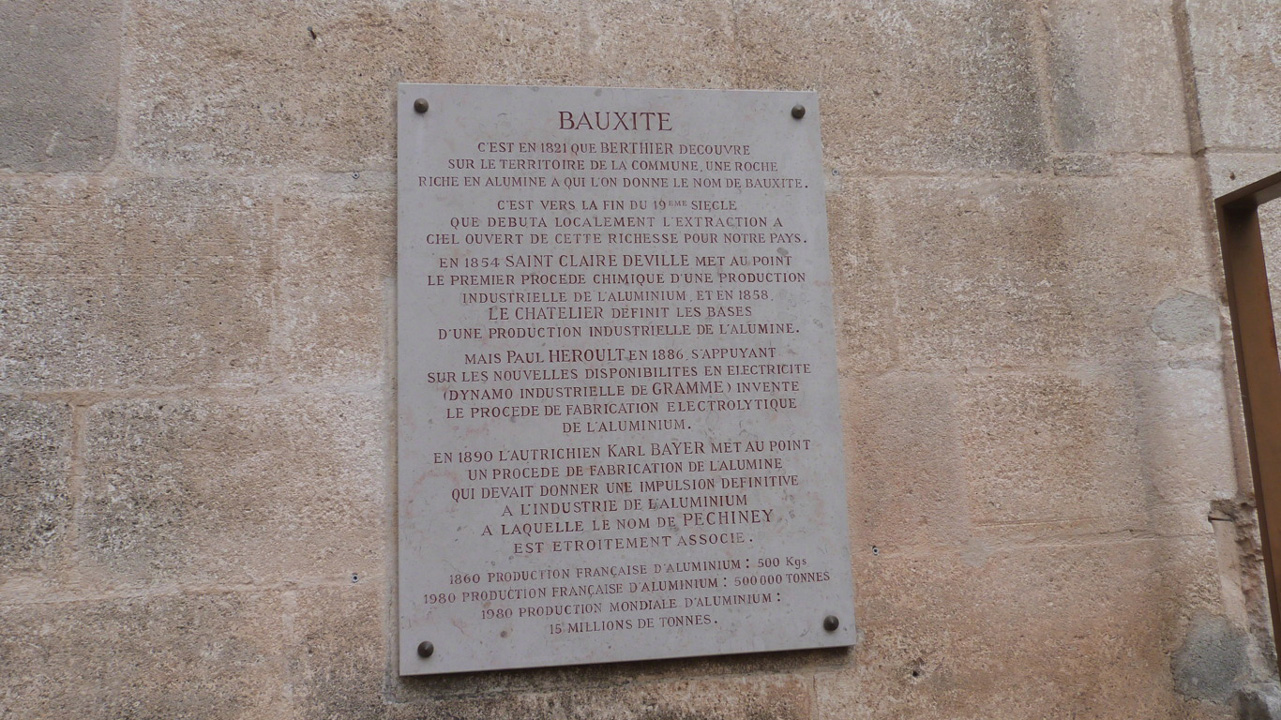 BAUXITE
C'EST EN 1821 QUE BERTHIER DECOUVRE
SUR LE TERRITOIRE DE LA COMMUNE, UNE ROCHE
RICHE EN ALUMINE A QUI L'ON DONNE LE NOM DE BAUXITE.
C'EST VERS LA FIN DU 19EME SIECLE
QUE DEBUTA LOCALEMENT L'EXTRACTION A
CIEL OUVERT DE CETTE RICHESSE POUR NOTRE PAYS.
EN 1854 SAINT CLAIRE DEVILLE MET AU POINT
LE PREMIER PROCEDE CHIMIQUE D'UNE PRODUCTION
INDUSTRIELLE DE L'ALUMINIUM, ET EN 1858,
LE CHATELIER DEFINIT LES BASES
D'UNE PRODUCTION INDUSTRIELLE DE L'ALUMINE.
MAIS PAUL HEROULT EN 1886, S'APPUYANT
SUR LES NOUVELLES DISPONIBILITES EN ELECTRICITE
(DYNAMO INDUSTRIELLE DE GRAMME) INVENTE
LE PROCEDE DE FABRICATION ELECTROLYTIQUE
DE L'ALUMINIUM.
EN 1890 L'AUTRICHIEN KARL BAYER MET AU POINT
UN PROCEDE DE FABRICATION DE L'ALUMINE
QUI DEVAIT DONNER UNE IMPULSION DEFINITIVE
A L'INDUSTRIE DE L'ALUMINIUM
A LAQUELLE LE NOM DE PECHINEY
EST ETROITEMENT ASSOCIE.
1860 PRODUCTION FRANÇAISE D'ALUMINIUM : 500 Kgs
1980 PRODUCTION FRANÇAISE D'ALUMINIUM : 500000 TONNES
1980 PRODUCTION MONDIALE D'ALUMINIUM :
15 MILLIONS DE TONNES.